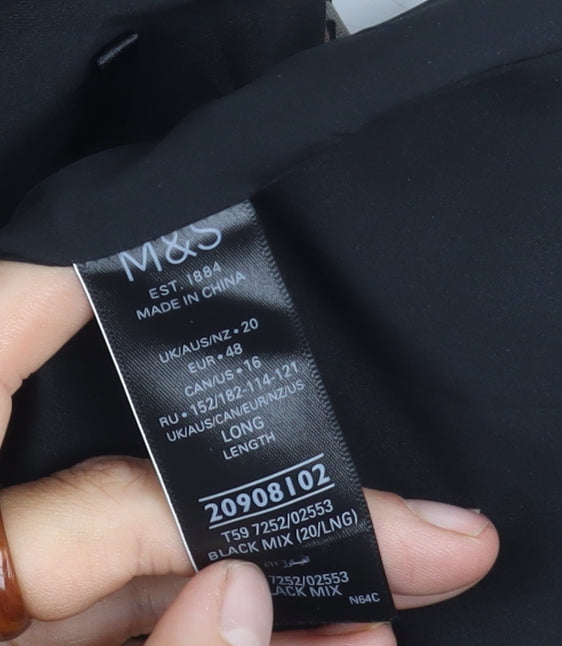 M&S
EST. 1884
MADE IN CHINA
UK/AUS/NZ • 20
EUR • 48
CAN/US • 16
RU • 152/182-114-121
UK/AUS/CAN/EUR/NZ/US
LONG
LENGTH
20908102
T59 7252/02553
BLACK MIX (20/LNG)
7252/02553
LACK MIX
N64C